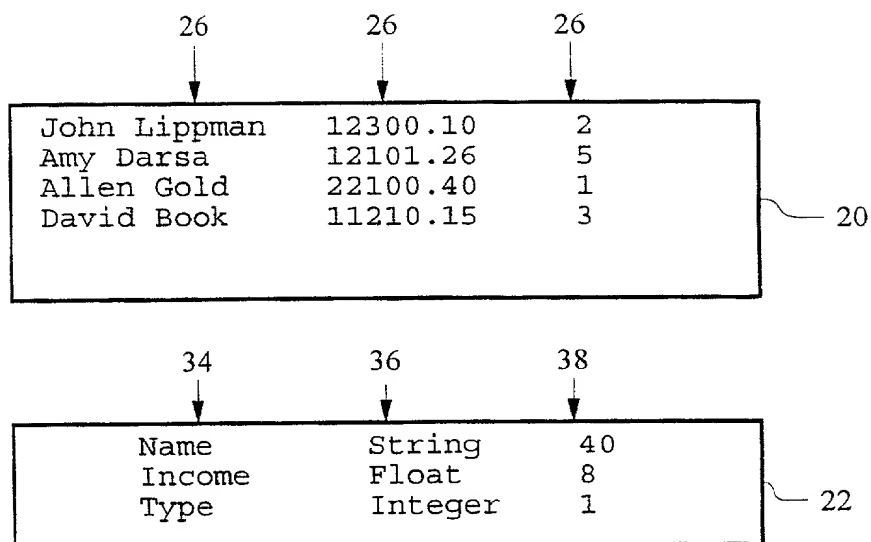 26 26 26
John Lippman 12300.10 2
Amy Darsa 12101.26 5
Allen Gold 22100.40 1
David Book 11210.15 3
20
34 36 38
Name String 40
Income Float 8
Type Integer 1
22